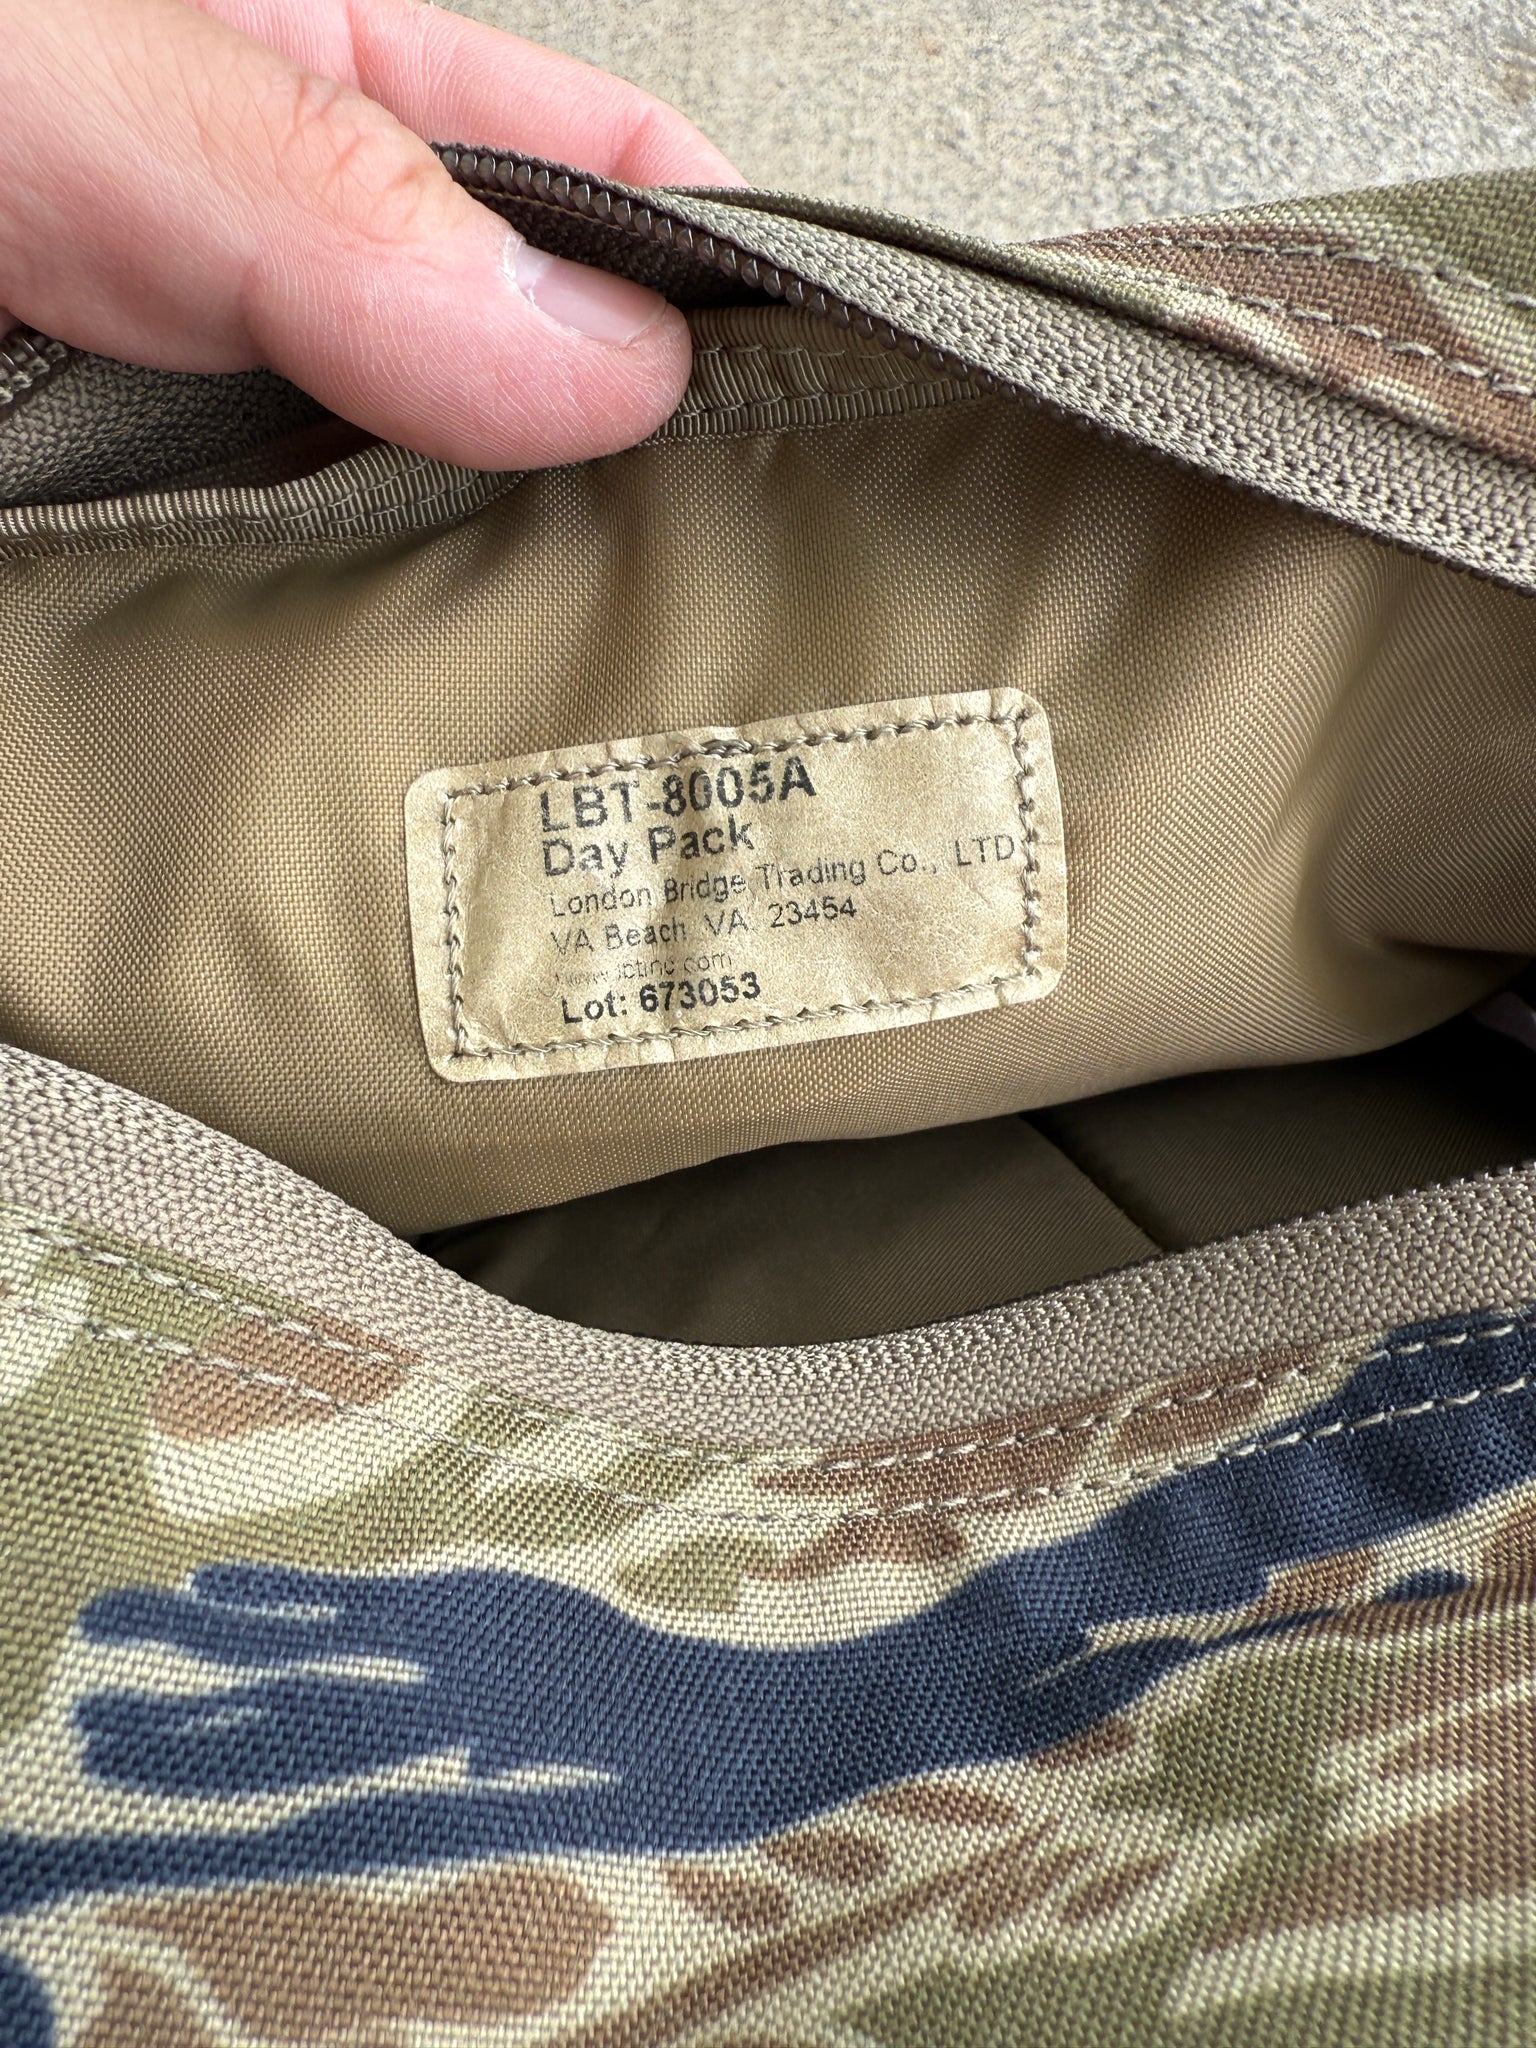 LBT-8005A
Day Pack
London Bridge Trading Co., LTD
VA Beach, VA. 23454
Lot: 673053